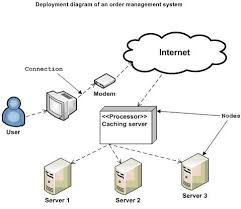 Deployment diagram of an order management system
Internet
Connection
Modem
User
<<Processor>>
Caching server
Nodes
Server 1
Server 2
Server 3